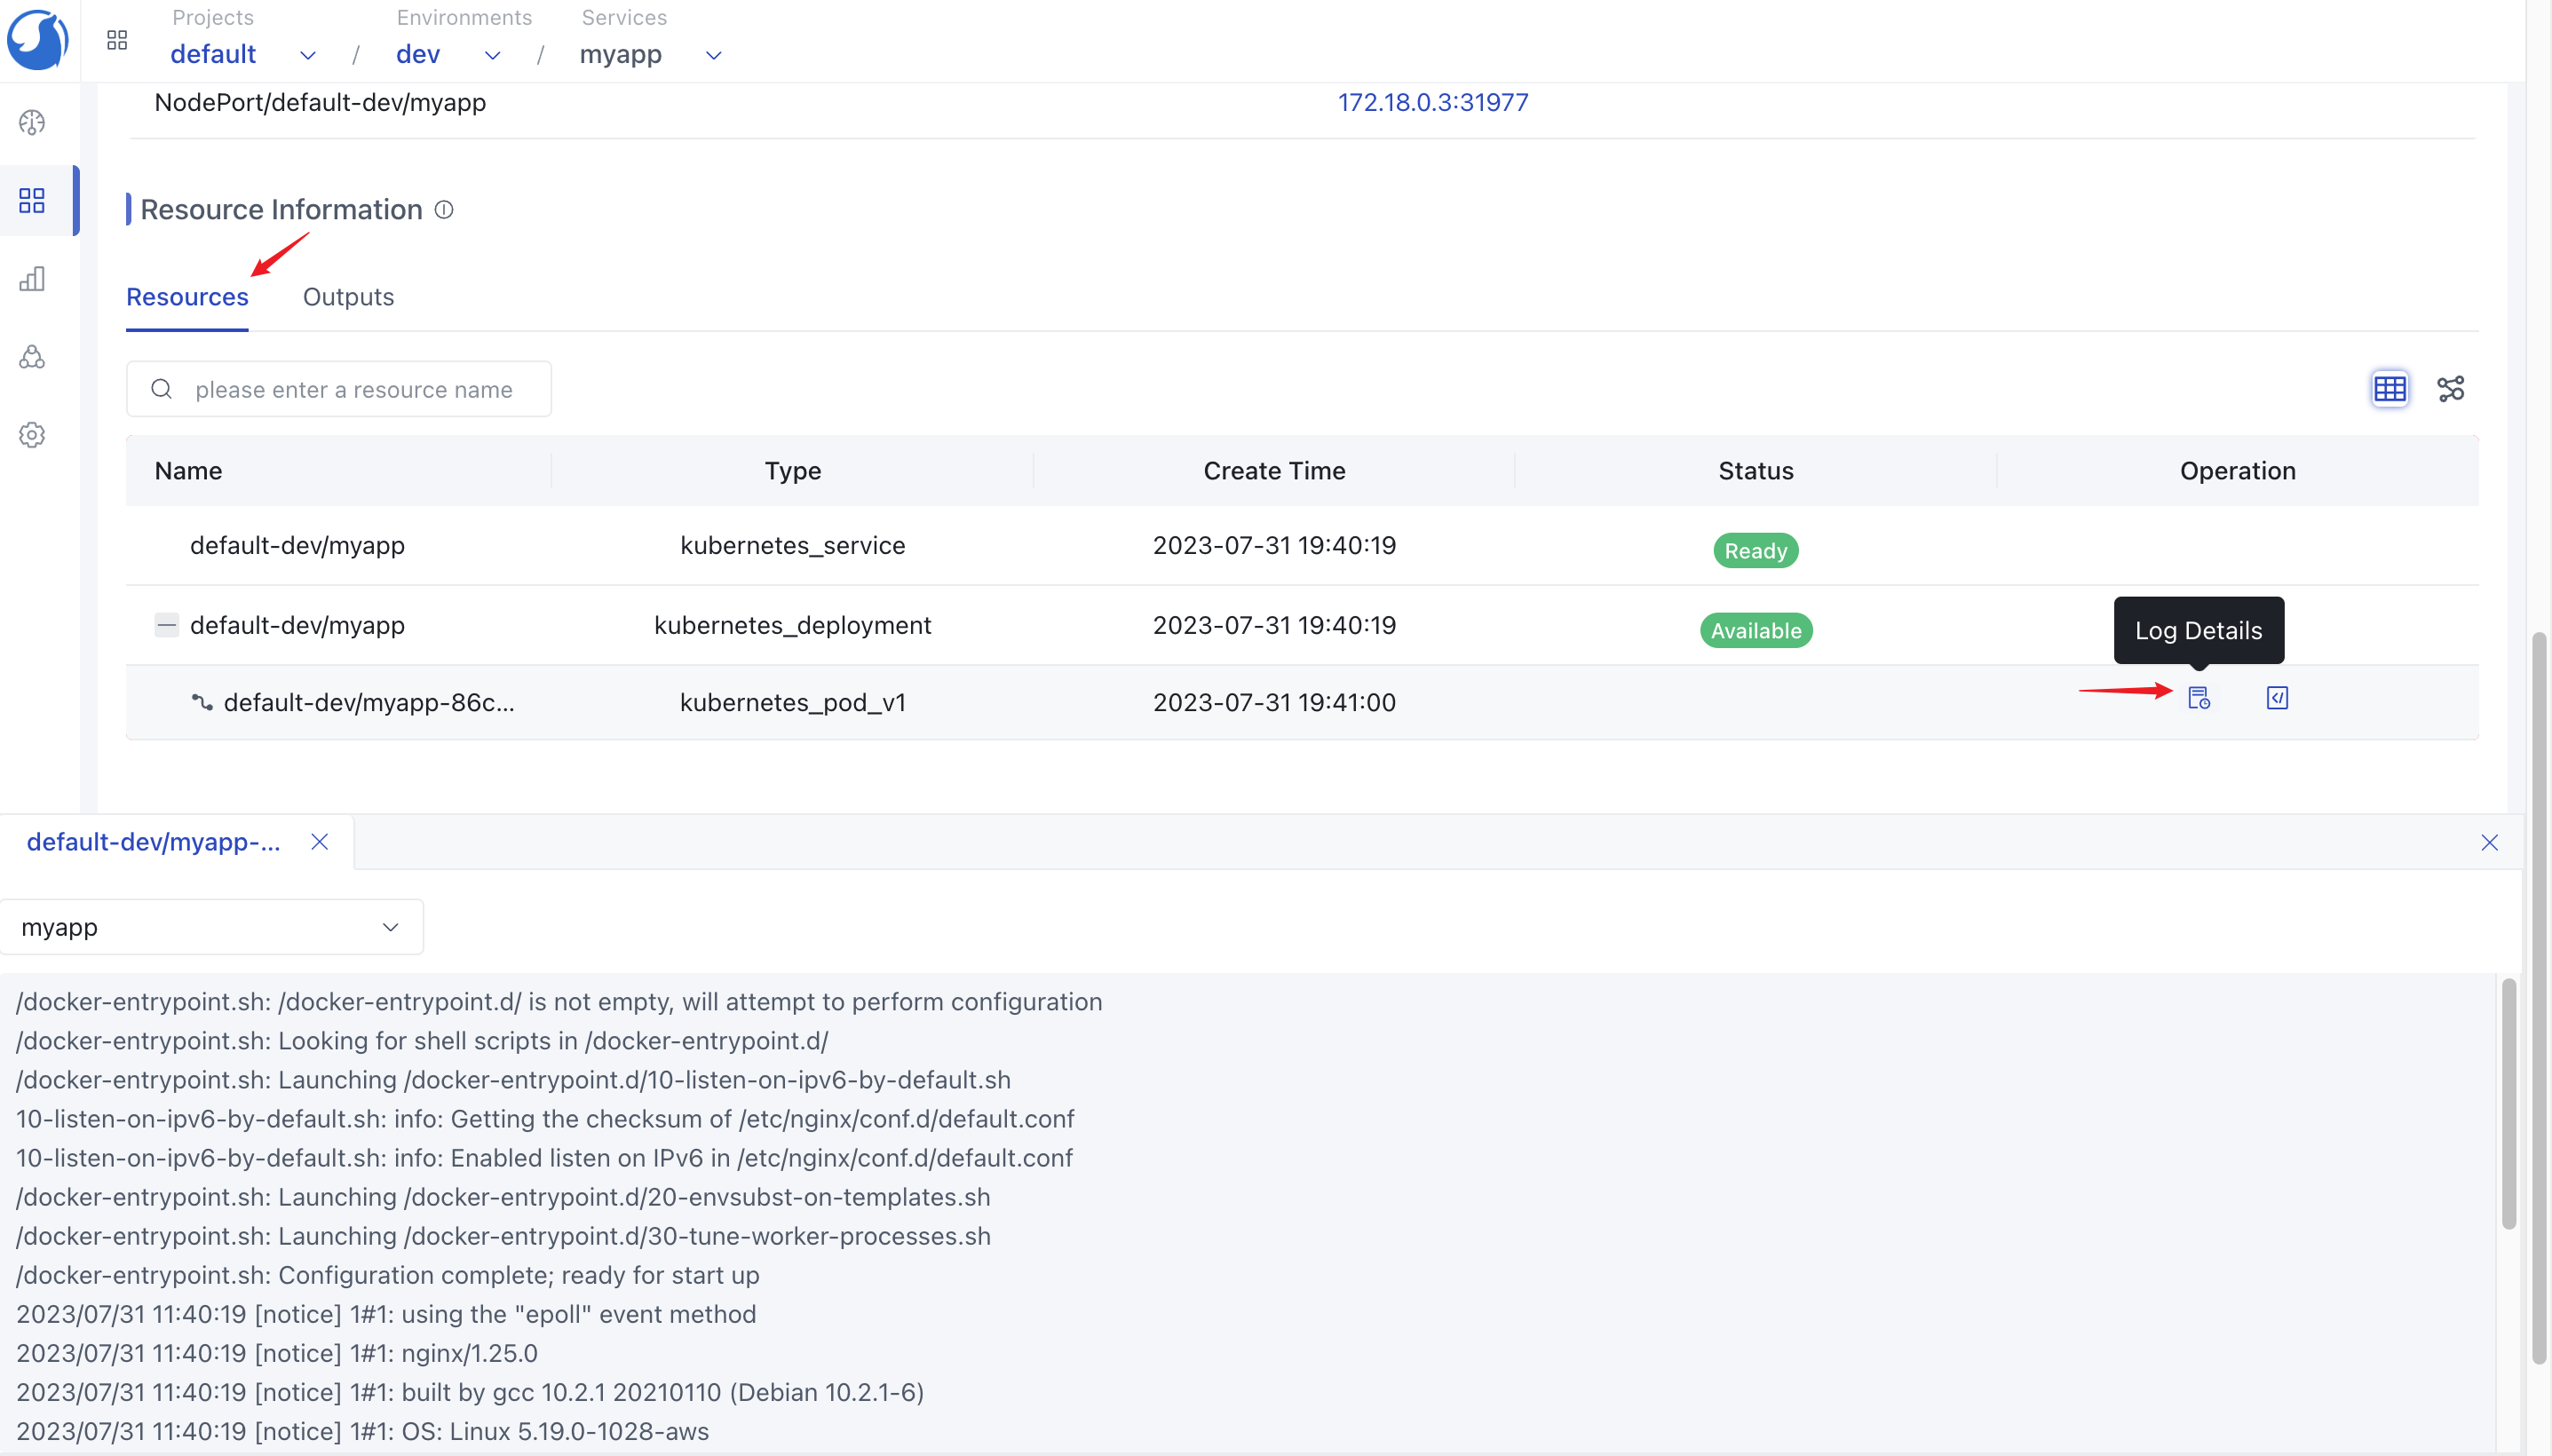 Projects Environments Services
default / dev / myapp
NodePort/default-dev/myapp 172.18.0.3:31977
Resource Information
Resources Outputs
please enter a resource name
Name Type Create Time Status Operation
default-dev/myapp kubernetes_service 2023-07-31 19:40:19 Ready
default-dev/myapp kubernetes_deployment 2023-07-31 19:40:19 Available
Log Details
default-dev/myapp-86c... kubernetes_pod_v1 2023-07-31 19:41:00
default-dev/myapp-...
myapp
/docker-entrypoint.sh: /docker-entrypoint.d/ is not empty, will attempt to perform configuration
/docker-entrypoint.sh: Looking for shell scripts in /docker-entrypoint.d/
/docker-entrypoint.sh: Launching /docker-entrypoint.d/10-listen-on-ipv6-by-default.sh
10-listen-on-ipv6-by-default.sh: info: Getting the checksum of /etc/nginx/conf.d/default.conf
10-listen-on-ipv6-by-default.sh: info: Enabled listen on IPv6 in /etc/nginx/conf.d/default.conf
/docker-entrypoint.sh: Launching /docker-entrypoint.d/20-envsubst-on-templates.sh
/docker-entrypoint.sh: Launching /docker-entrypoint.d/30-tune-worker-processes.sh
/docker-entrypoint.sh: Configuration complete; ready for start up
2023/07/31 11:40:19 [notice] 1#1: using the "epoll" event method
2023/07/31 11:40:19 [notice] 1#1: nginx/1.25.0
2023/07/31 11:40:19 [notice] 1#1: built by gcc 10.2.1 20210110 (Debian 10.2.1-6)
2023/07/31 11:40:19 [notice] 1#1: OS: Linux 5.19.0-1028-aws